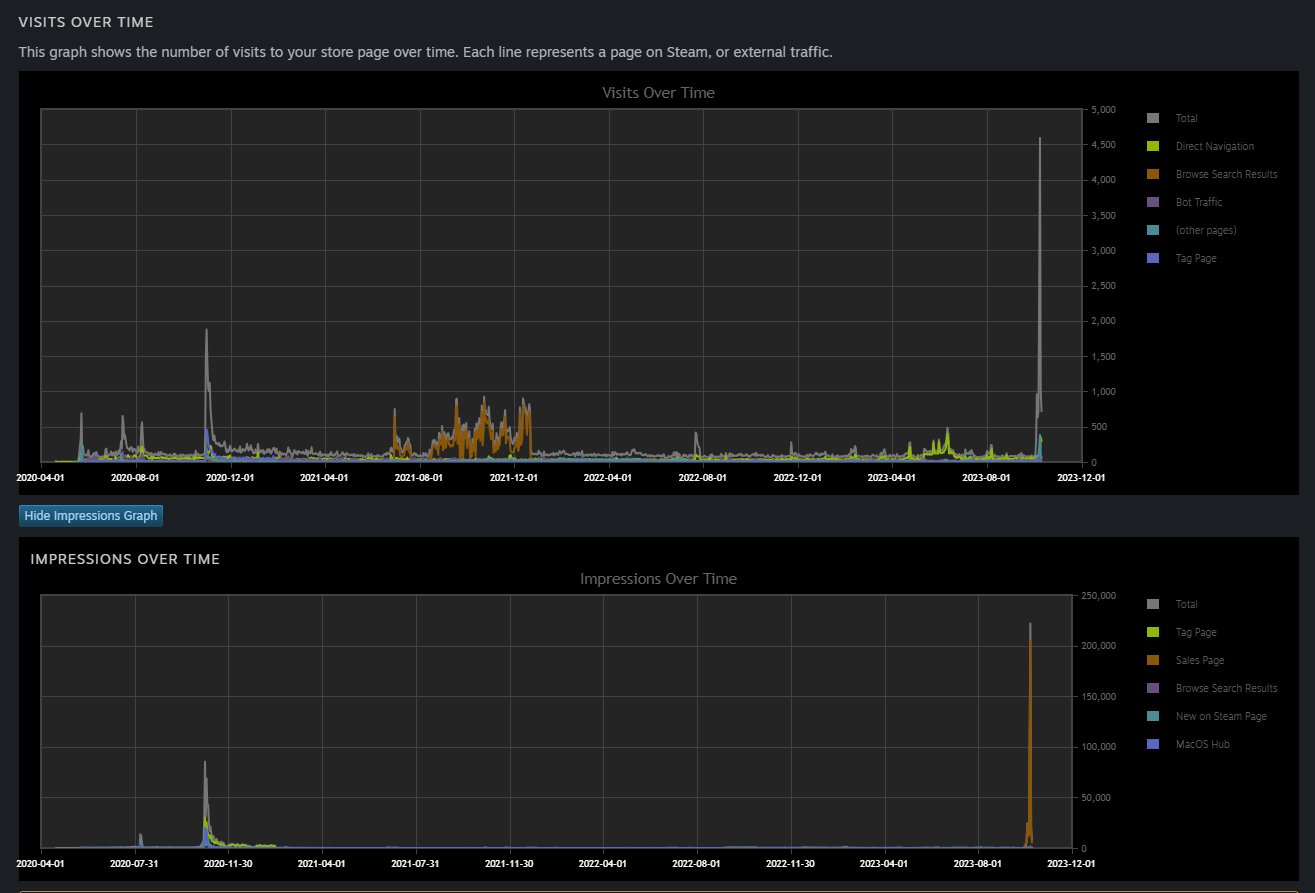 VISITS OVER TIME
This graph shows the number of visits to your store page over time. Each line represents a page on Steam, or external traffic.
Visits Over Time
5,000
4,500
4,000
3,500
3,000
2,500
2,000
1,500
1,000
500
0
Total
Direct Navigation
Browse Search Results
Bot Traffic
(other pages)
Tag Page
2020-04-01 2020-08-01 2020-12-01 2021-04-01 2021-08-01 2021-12-01 2022-04-01 2022-08-01 2022-12-01 2023-04-01 2023-08-01 2023-12-01
Hide Impressions Graph
IMPRESSIONS OVER TIME
Impressions Over Time
250,000
200,000
150,000
100,000
50,000
0
Total
Tag Page
Sales Page
Browse Search Results
New on Steam Page
MacOS Hub
2020-04-01 2020-07-31 2020-11-30 2021-04-01 2021-07-31 2021-11-30 2022-04-01 2022-08-01 2022-11-30 2023-04-01 2023-08-01 2023-12-01